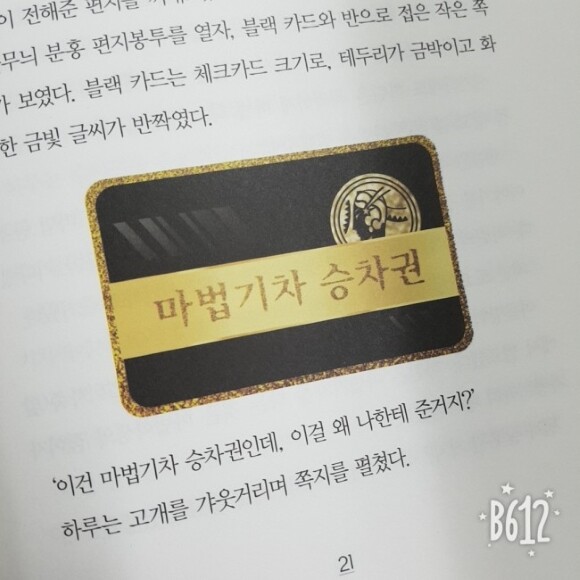 이 전해준 편지를
무늬 분홍 편지봉투를 열자, 블랙 카드와 반으로 접은 작은 쪽
가 보였다. 블랙 카드는 체크카드 크기로, 테두리가 금박이고 화
한 금빛 글씨가 반짝였다.
마법기차 승차권
'이건 마법기차 승차권인데, 이걸 왜 나한테 준거지?'
하루는 고개를 갸웃거리며 쪽지를 펼쳤다.
21
B612